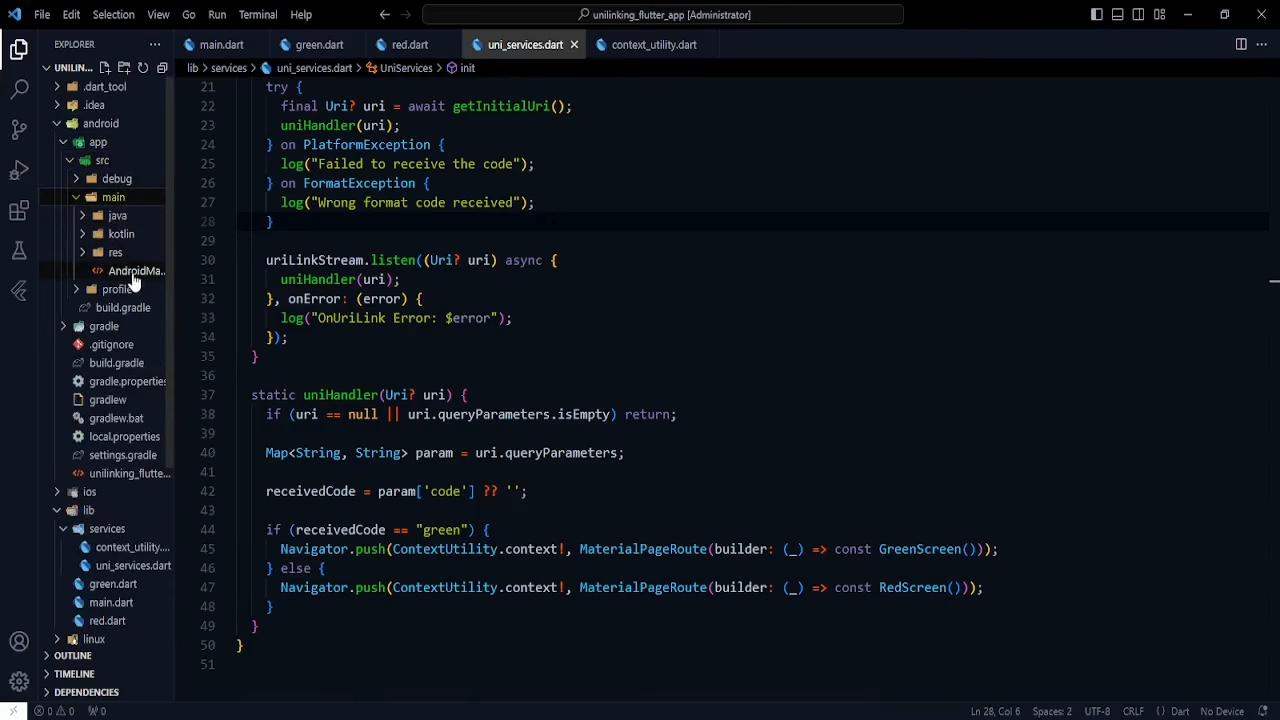 File Edit Selection View Go Run Terminal Help
unilinking_flutter_app [Administrator]
EXPLORER
main.dart green.dart red.dart uni_services.dart context_utility.dart
UNILIN...
lib > services > uni_services.dart > UniServices > init
.dart_tool
.idea
android
app
src
debug
main
java
kotlin
res
AndroidMa...
profile
build.gradle
gradle
.gitignore
build.gradle
gradle.properties
gradlew
gradlew.bat
local.properties
settings.gradle
unilinking_flutte...
ios
lib
services
context_utility....
uni_services.dart
green.dart
main.dart
red.dart
linux
OUTLINE
TIMELINE
DEPENDENCIES
21 try {
22 final Uri? uri = await getInitialUri();
23 uniHandler(uri);
24 } on PlatformException {
25 log("Failed to receive the code");
26 } on FormatException {
27 log("Wrong format code received");
28 }
29
30 uriLinkStream.listen((Uri? uri) async {
31 uniHandler(uri);
32 }, onError: (error) {
33 log("OnUriLink Error: $error");
34 });
35 }
36
37 static uniHandler(Uri? uri) {
38 if (uri == null || uri.queryParameters.isEmpty) return;
39
40 Map<String, String> param = uri.queryParameters;
41
42 receivedCode = param['code'] ?? '';
43
44 if (receivedCode == "green") {
45 Navigator.push(ContextUtility.context!, MaterialPageRoute(builder: (_) => const GreenScreen()));
46 } else {
47 Navigator.push(ContextUtility.context!, MaterialPageRoute(builder: (_) => const RedScreen()));
48 }
49 }
50 }
51
0 0 0 Ln 28, Col 6 Spaces: 2 UTF-8 CRLF { } Dart No Device